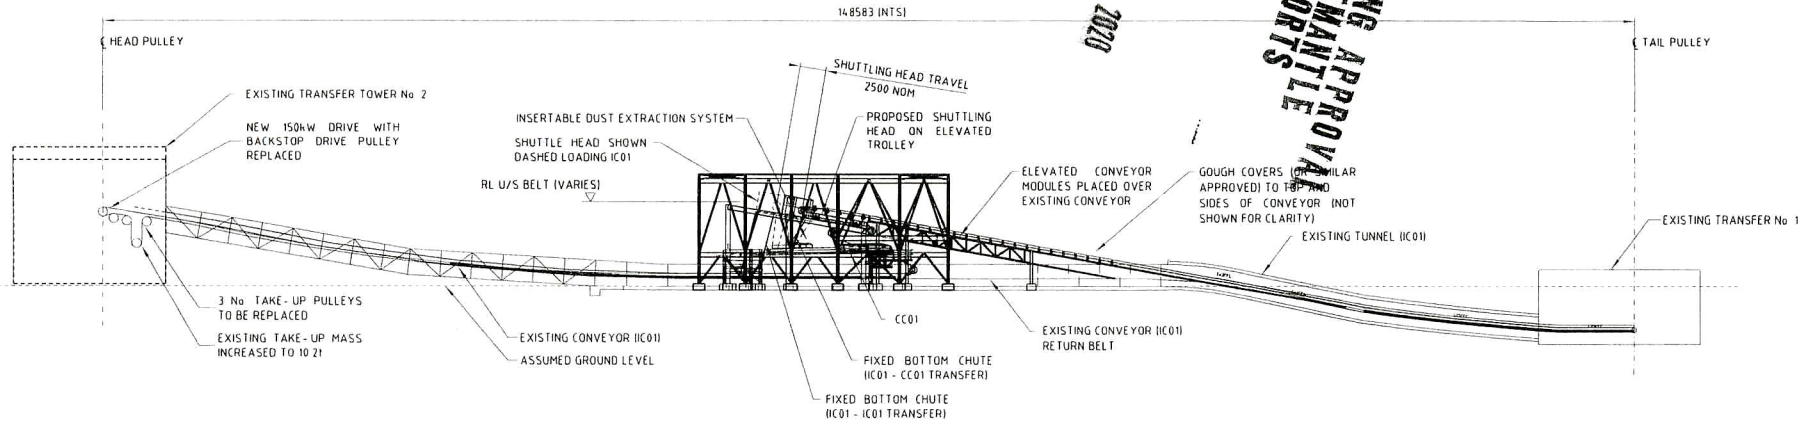 148583 (NTS)
2020
NG APPROVAL
MANTLE
ORTS
℄ HEAD PULLEY
℄ TAIL PULLEY
SHUTTLING HEAD TRAVEL
2500 NOM
EXISTING TRANSFER TOWER No 2
NEW 150kW DRIVE WITH
BACKSTOP DRIVE PULLEY
REPLACED
INSERTABLE DUST EXTRACTION SYSTEM
SHUTTLE HEAD SHOWN
DASHED LOADING IC01
RL U/S BELT (VARIES)
PROPOSED SHUTTLING
HEAD ON ELEVATED
TROLLEY
ELEVATED CONVEYOR
MODULES PLACED OVER
EXISTING CONVEYOR
GOUGH COVERS (OR SIMILAR
APPROVED) TO TOP AND
SIDES OF CONVEYOR (NOT
SHOWN FOR CLARITY)
EXISTING TUNNEL (IC01)
EXISTING TRANSFER No 1
3 No TAKE-UP PULLEYS
TO BE REPLACED
EXISTING TAKE-UP MASS
INCREASED TO 10 2t
EXISTING CONVEYOR (IC01)
ASSUMED GROUND LEVEL
CC01
EXISTING CONVEYOR (IC01)
RETURN BELT
FIXED BOTTOM CHUTE
(IC01 - CC01 TRANSFER)
FIXED BOTTOM CHUTE
(IC01 - IC01 TRANSFER)